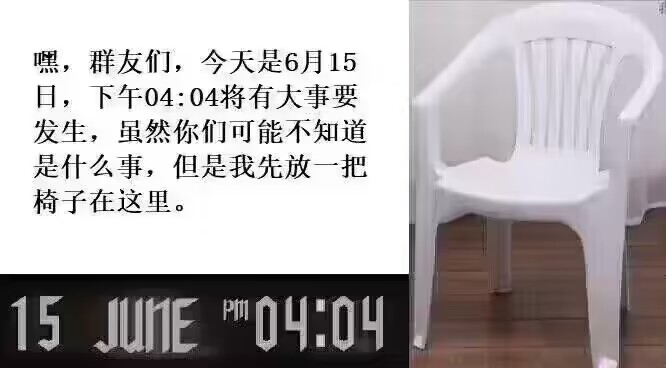 嘿，群友们，今天是6月15
日，下午04:04将有大事要
发生，虽然你们可能不知道
是什么事，但是我先放一把
椅子在这里。
15 JUNE PM 04:04